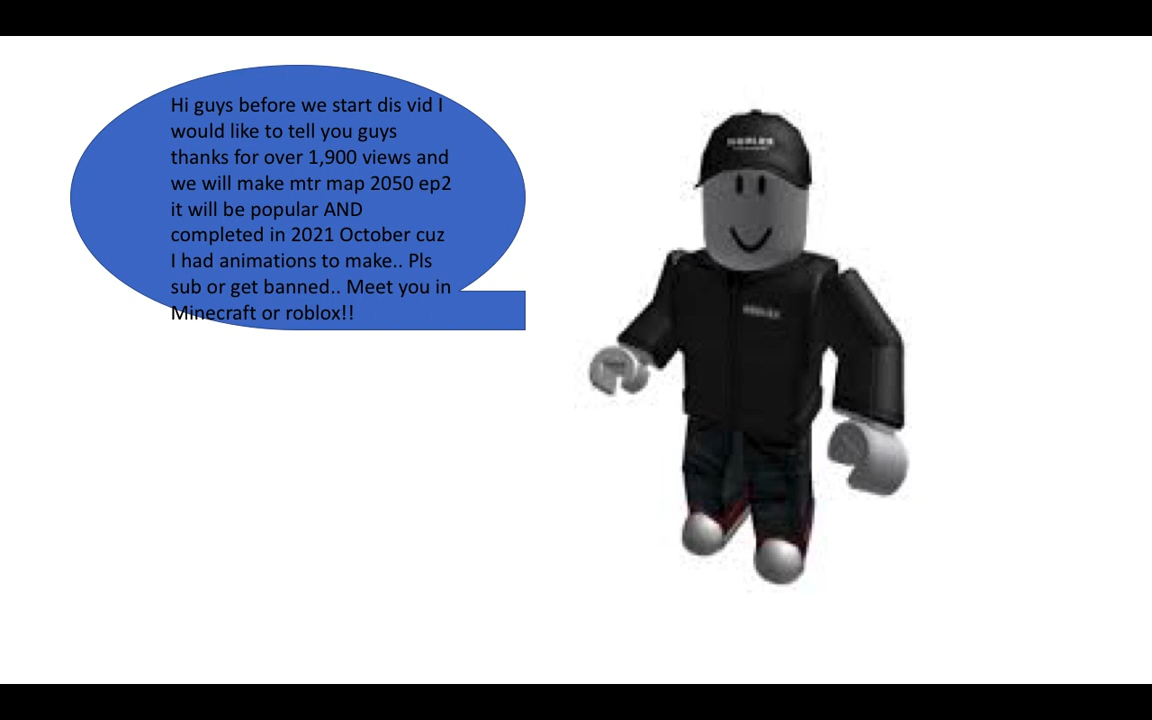 Hi guys before we start dis vid I
would like to tell you guys
thanks for over 1,900 views and
we will make mtr map 2050 ep2
it will be popular AND
completed in 2021 October cuz
I had animations to make.. Pls
sub or get banned.. Meet you in
Minecraft or roblox!!
ROBLOX
ROBLOX